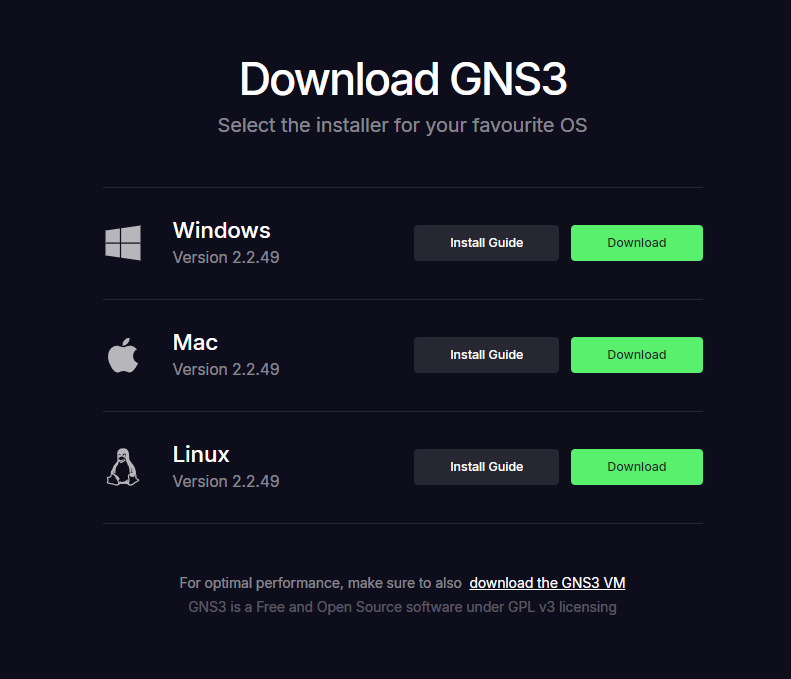 Download GNS3
Select the installer for your favourite OS
Windows
Version 2.2.49
Install Guide
Download
Mac
Version 2.2.49
Install Guide
Download
Linux
Version 2.2.49
Install Guide
Download
For optimal performance, make sure to also download the GNS3 VM
GNS3 is a Free and Open Source software under GPL v3 licensing